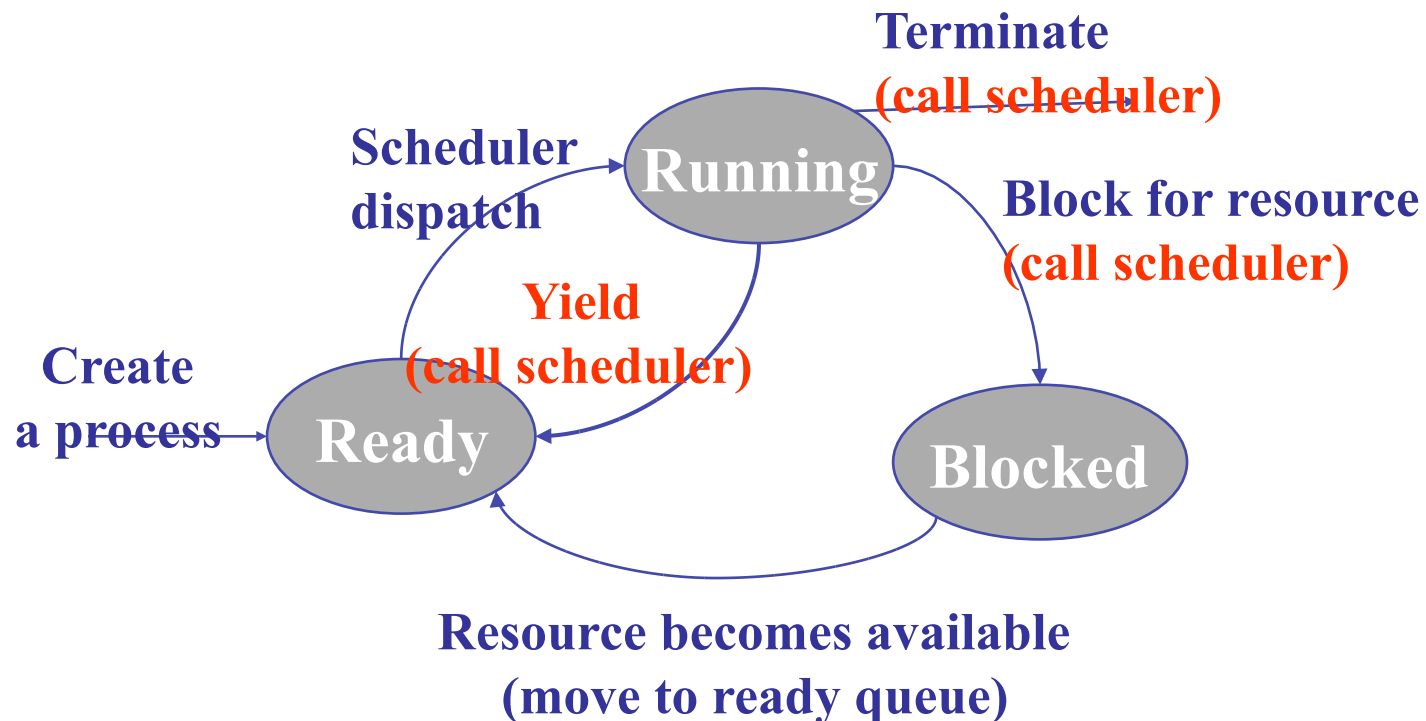 Terminate
(call scheduler)
Scheduler
dispatch
Running
Block for resource
(call scheduler)
Yield
(call scheduler)
Create
a process
Ready
Blocked
Resource becomes available
(move to ready queue)